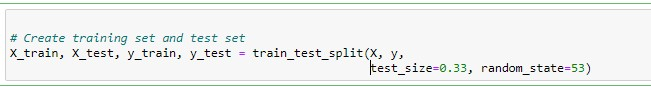 # Create training set and test set
X_train, X_test, y_train, y_test = train_test_split(X, y,
test_size=0.33, random_state=53)